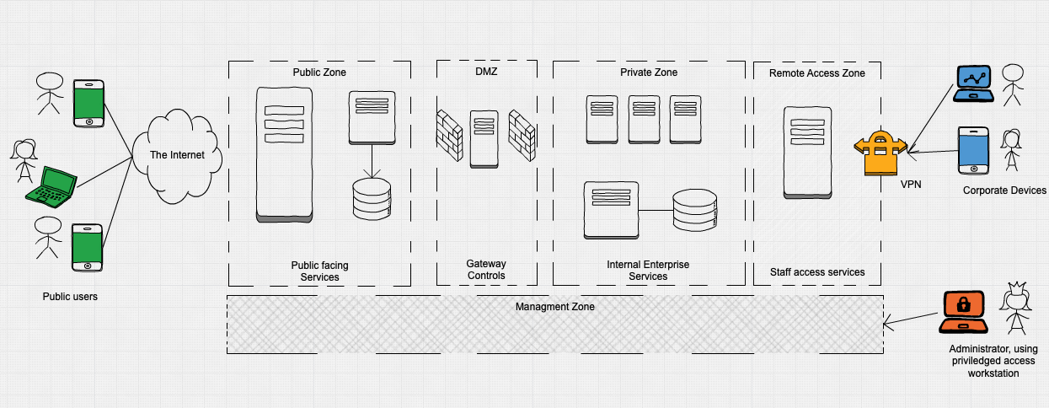 Public Zone
DMZ
Private Zone
Remote Access Zone
The Internet
VPN
Corporate Devices
Public facing
Services
Gateway
Controls
Internal Enterprise
Services
Staff access services
Public users
Managment Zone
Administrator, using
priviledged access
workstation